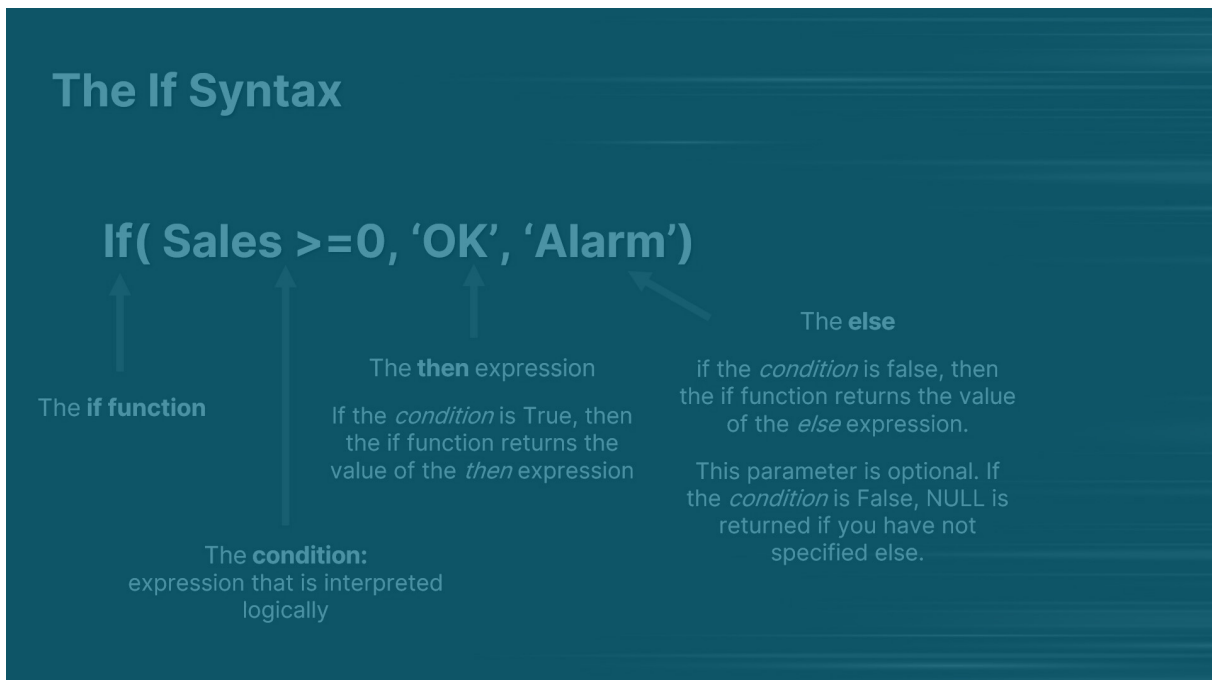 The If Syntax
If( Sales >=0, ‘OK’, ‘Alarm’)
The if function
The condition:
expression that is interpreted
logically
The then expression
If the condition is True, then
the if function returns the
value of the then expression
The else
if the condition is false, then
the if function returns the value
of the else expression.
This parameter is optional. If
the condition is False, NULL is
returned if you have not
specified else.